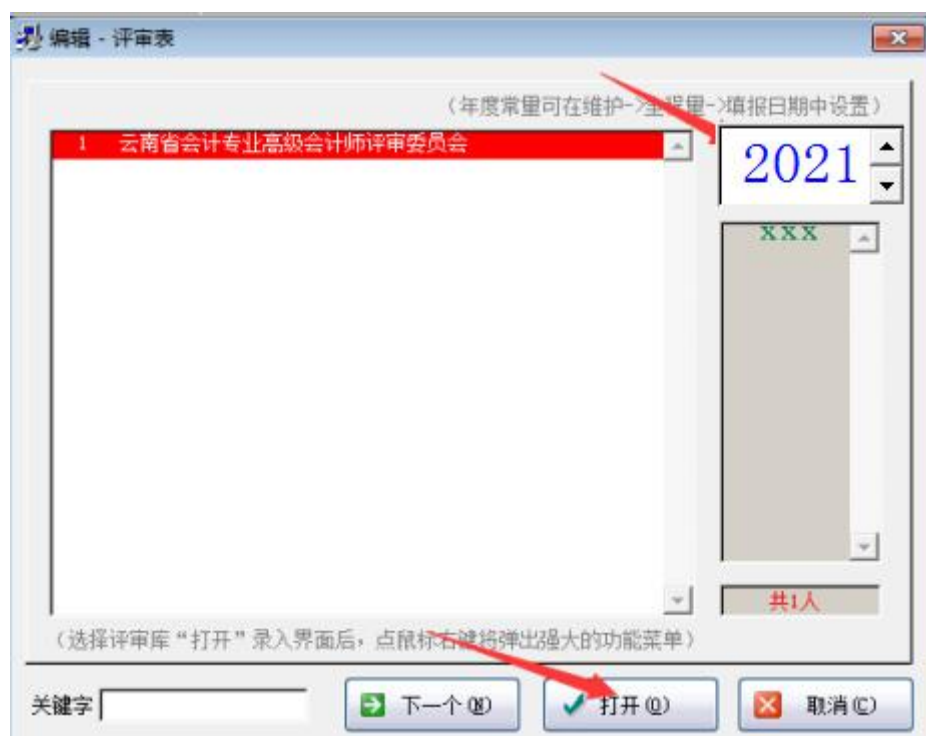 编辑 - 评审表
（年度常量可在维护->主常量->填报日期中设置）
1 云南省会计专业高级会计师评审委员会
2021
XXX
共1人
（选择评审库“打开”录入界面后，点鼠标右键将弹出强大的功能菜单）
关键字
下一个(N)
打开(O)
取消(C)